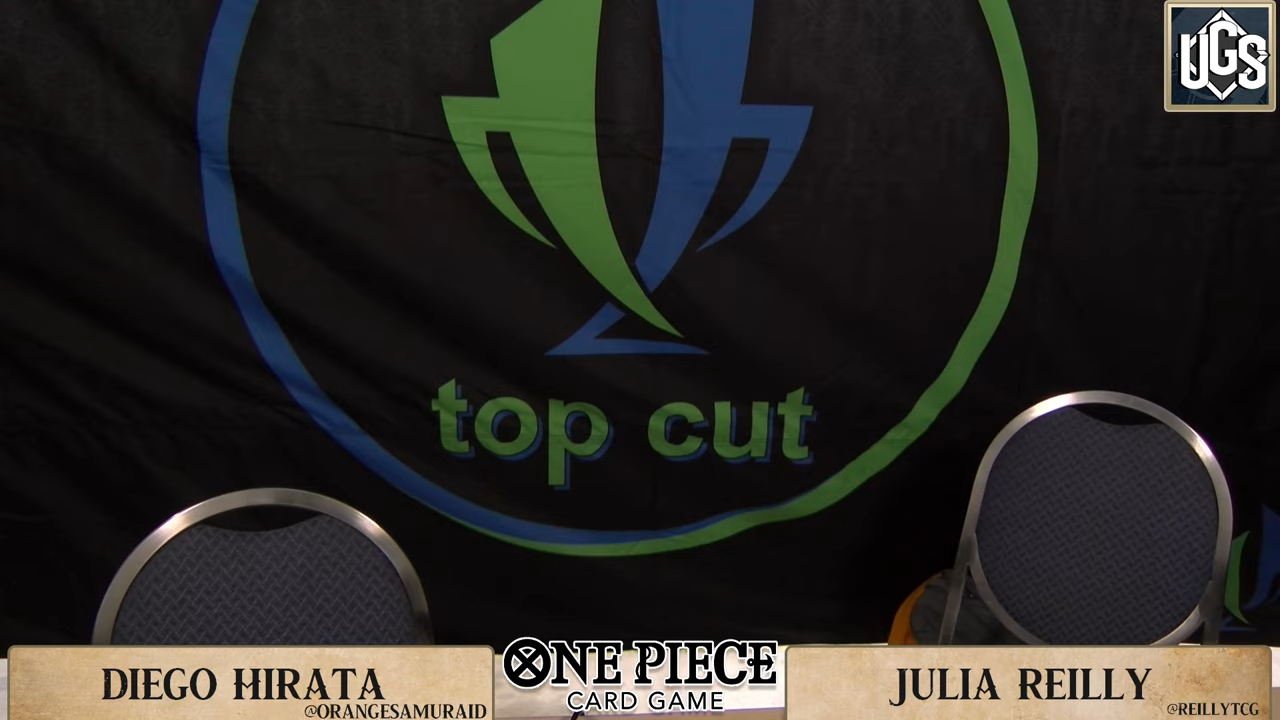 UGS
top cut
DIEGO HIRATA
@ORANGESAMURAID
ONE PIECE
CARD GAME
JULIA REILLY
@REILLYTCG